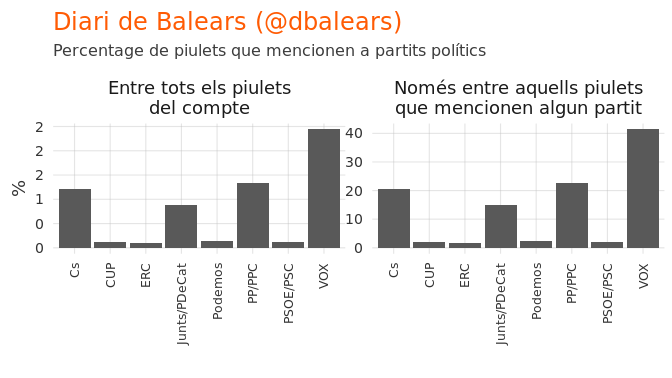 Diari de Balears (@dbalears)
Percentage de piulets que mencionen a partits polítics
Entre tots els piulets
del compte
%
2
2
2
1
0
0
Cs
CUP
ERC
Junts/PDeCat
Podemos
PP/PPC
PSOE/PSC
VOX
Només entre aquells piulets
que mencionen algun partit
40
30
20
10
0
Cs
CUP
ERC
Junts/PDeCat
Podemos
PP/PPC
PSOE/PSC
VOX